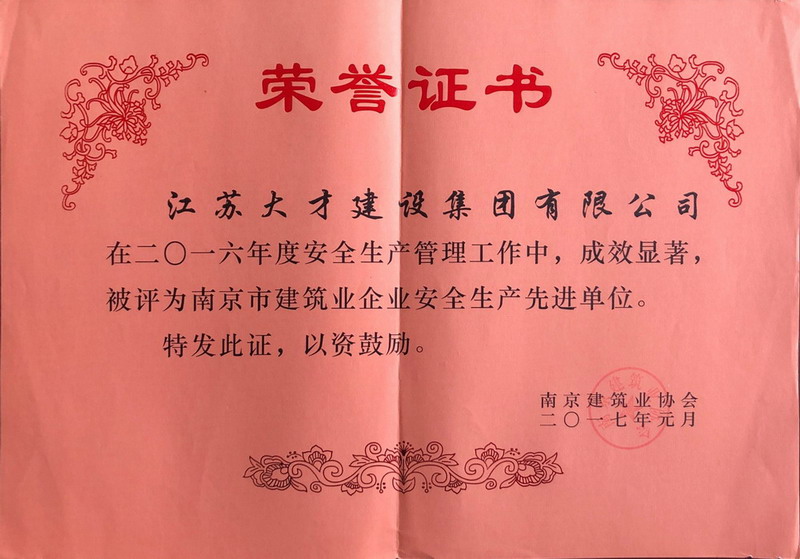 荣誉证书
江苏大才建设集团有限公司
在二〇一六年度安全生产管理工作中，成效显著，
被评为南京市建筑业企业安全生产先进单位。
特发此证，以资鼓励。
南京建筑业协会
二〇一七年元月